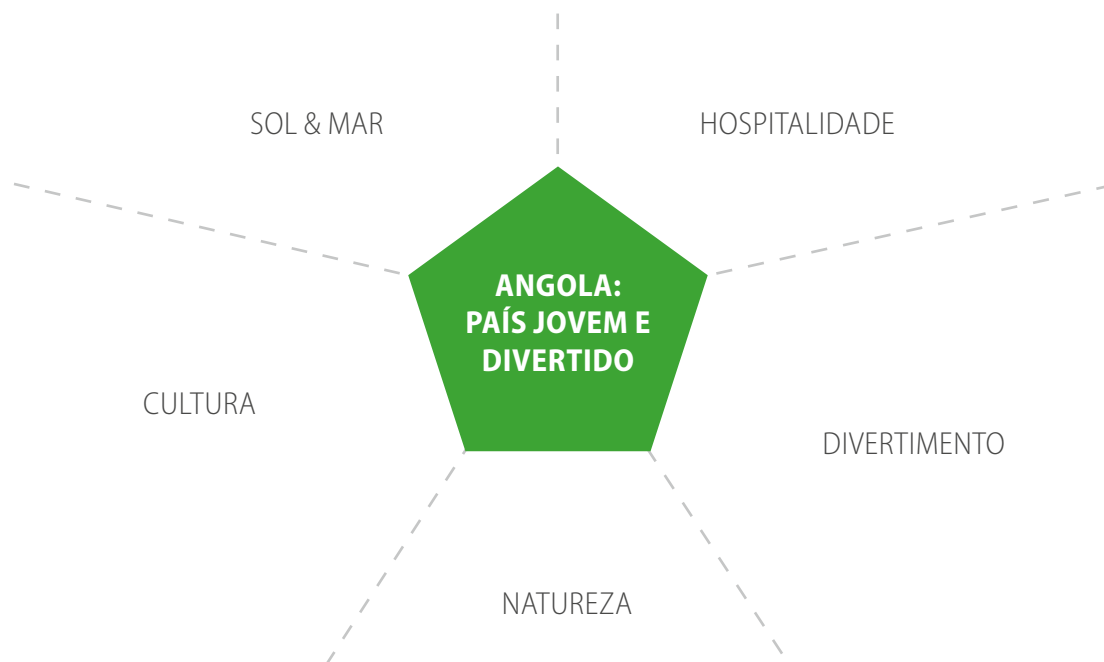 SOL & MAR
HOSPITALIDADE
ANGOLA:
PAÍS JOVEM E
DIVERTIDO
CULTURA
DIVERTIMENTO
NATUREZA